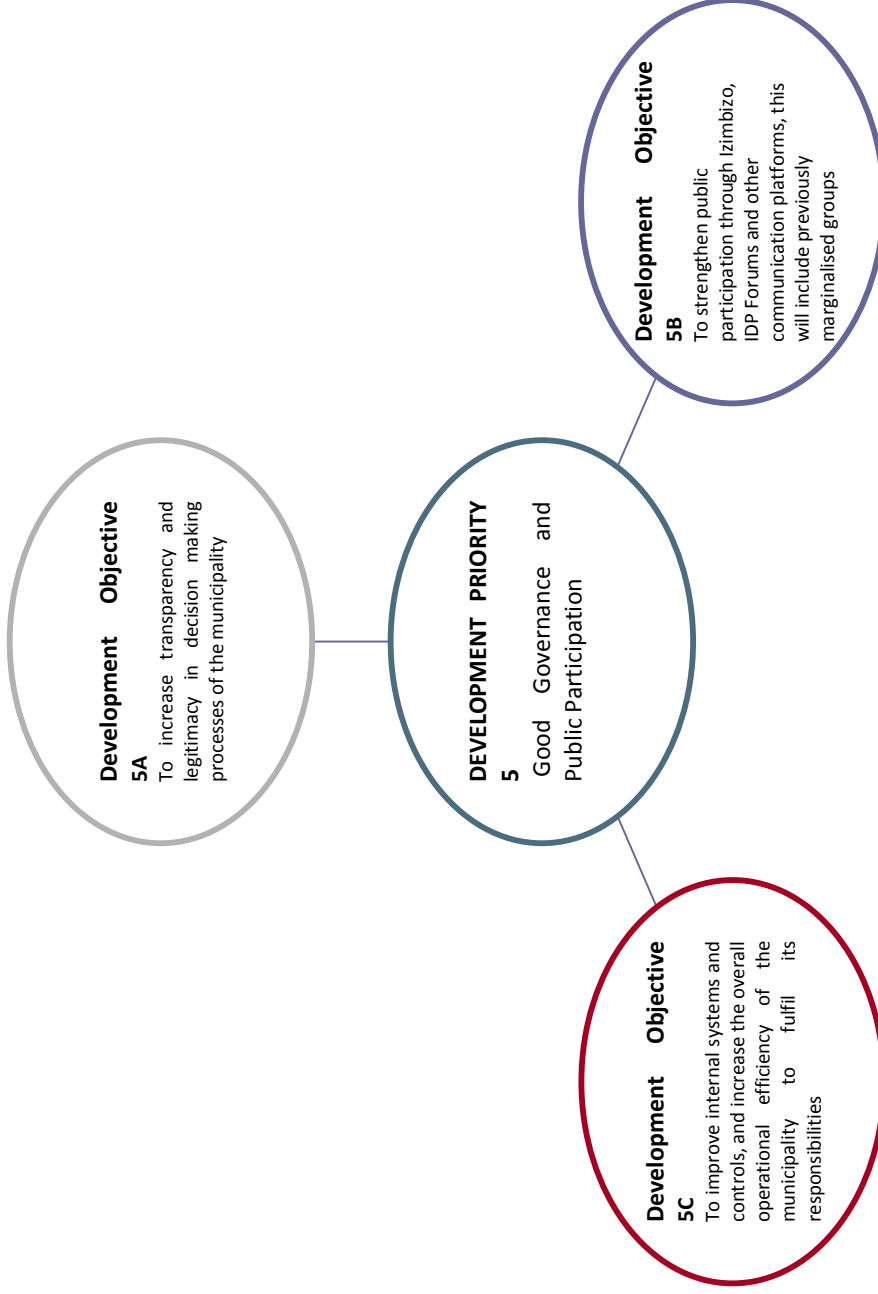 Development Objective
5A
To increase transparency and
legitimacy in decision making
processes of the municipality
DEVELOPMENT PRIORITY
5
Good Governance and
Public Participation
Development Objective
5C
To improve internal systems and
controls, and increase the overall
operational efficiency of the
municipality to fulfil its
responsibilities
Development Objective
5B
To strengthen public
participation through Izimbizo,
IDP Forums and other
communication platforms, this
will include previously
marginalised groups